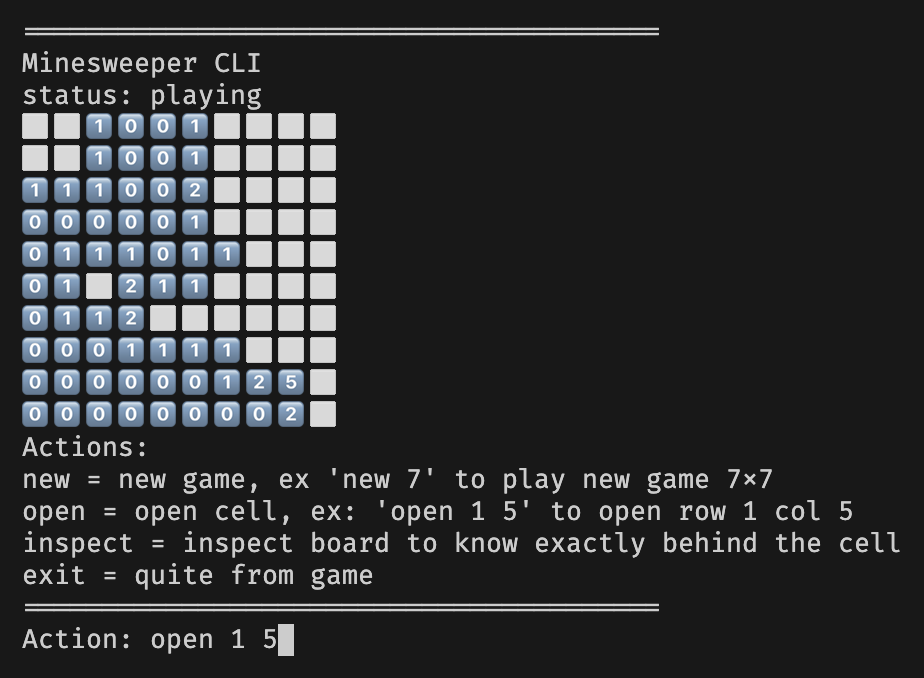 Minesweeper CLI
status: playing
⬜⬜1️⃣0️⃣0️⃣1️⃣⬜⬜⬜⬜
⬜⬜1️⃣0️⃣0️⃣1️⃣⬜⬜⬜⬜
1️⃣1️⃣1️⃣0️⃣0️⃣2️⃣⬜⬜⬜⬜
0️⃣0️⃣0️⃣0️⃣0️⃣1️⃣⬜⬜⬜⬜
0️⃣1️⃣1️⃣1️⃣0️⃣1️⃣1️⃣⬜⬜⬜
0️⃣1️⃣⬜2️⃣1️⃣1️⃣⬜⬜⬜⬜
0️⃣1️⃣1️⃣2️⃣⬜⬜⬜⬜⬜⬜
0️⃣0️⃣0️⃣1️⃣1️⃣1️⃣1️⃣⬜⬜⬜
0️⃣0️⃣0️⃣0️⃣0️⃣0️⃣1️⃣2️⃣5️⃣⬜
0️⃣0️⃣0️⃣0️⃣0️⃣0️⃣0️⃣0️⃣2️⃣⬜
Actions:
new = new game, ex 'new 7' to play new game 7×7
open = open cell, ex: 'open 1 5' to open row 1 col 5
inspect = inspect board to know exactly behind the cell
exit = quite from game
Action: open 1 5